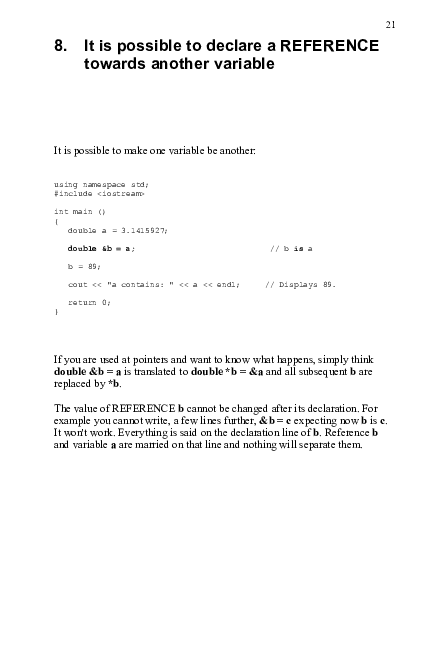 21
8. It is possible to declare a REFERENCE
towards another variable
It is possible to make one variable be another:
using namespace std;
#include <iostream>
int main ()
{
double a = 3.1415927;
double &b = a; // b is a
b = 89;
cout << "a contains: " << a << endl; // Displays 89.
return 0;
}
If you are used at pointers and want to know what happens, simply think
double &b = a is translated to double *b = &a and all subsequent b are
replaced by *b.
The value of REFERENCE b cannot be changed after its declaration. For
example you cannot write, a few lines further, &b = c expecting now b is c.
It won't work. Everything is said on the declaration line of b. Reference b
and variable a are married on that line and nothing will separate them.